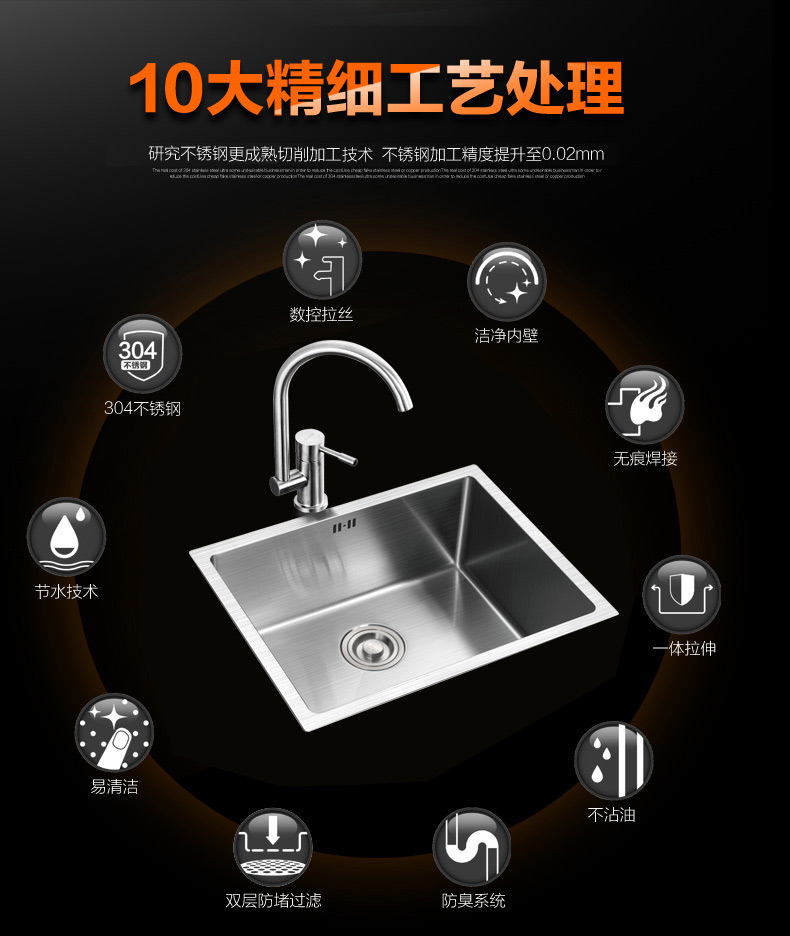 10大精细工艺处理
研究不锈钢更成熟切削加工技术 不锈钢加工精度提升至0.02mm
数控拉丝
洁净内壁
304
不锈钢
304不锈钢
无痕焊接
节水技术
一体拉伸
易清洁
不沾油
双层防堵过滤
防臭系统